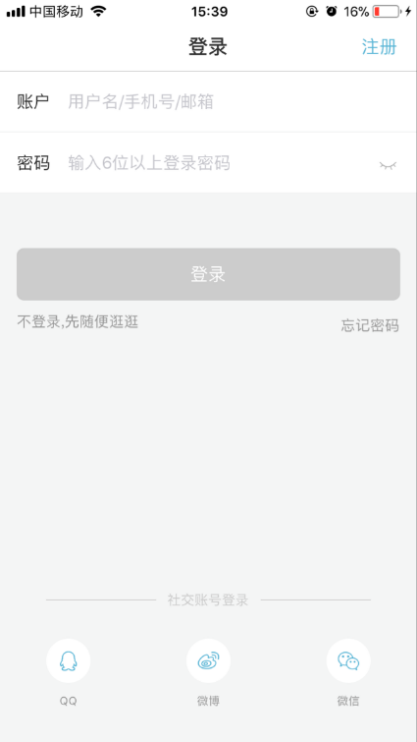 中国移动 15:39 16%
登录 注册
账户 用户名/手机号/邮箱
密码 输入6位以上登录密码
登录
不登录,先随便逛逛 忘记密码
社交账号登录
QQ 微博 微信